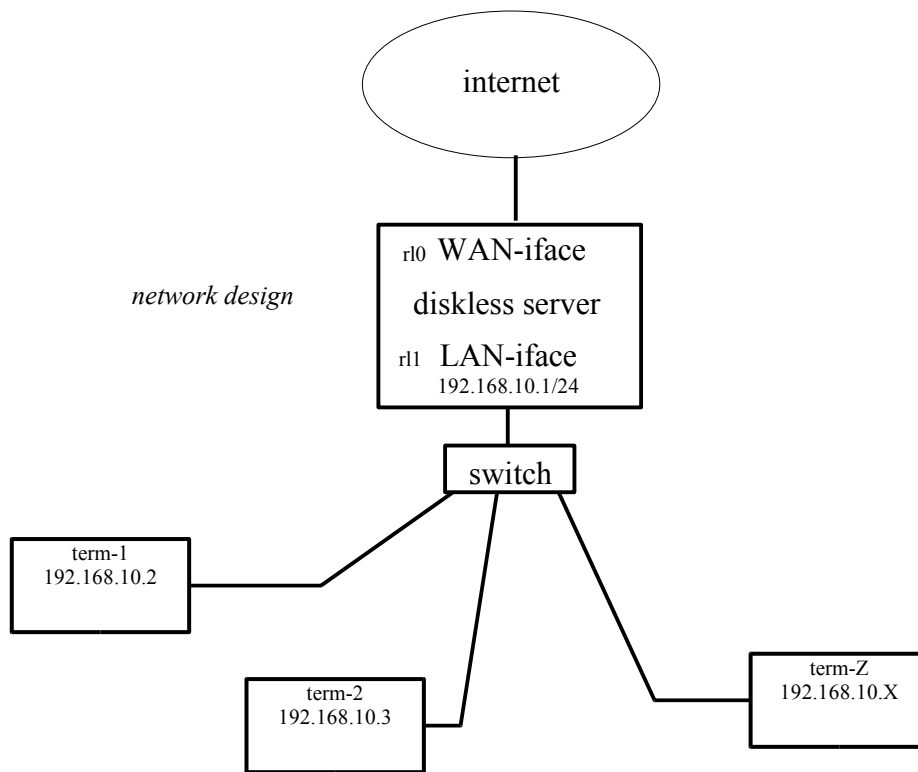 internet
rl0 WAN-iface
network design
diskless server
rl1 LAN-iface
192.168.10.1/24
switch
term-1
192.168.10.2
term-2
192.168.10.3
term-Z
192.168.10.X